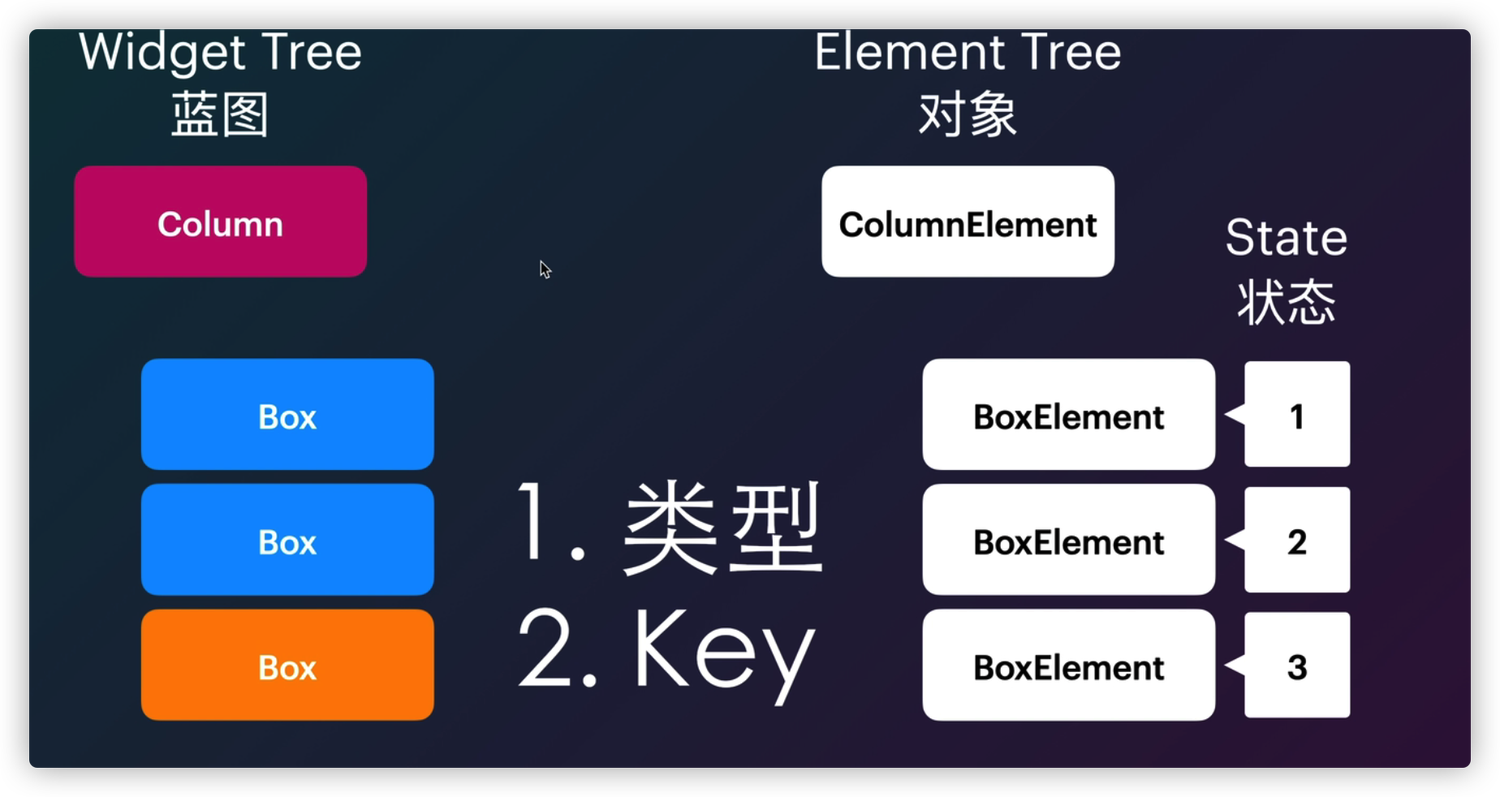 Widget Tree
蓝图
Element Tree
对象
Column
ColumnElement
State
状态
Box
BoxElement
1
Box
BoxElement
2
Box
BoxElement
3
1. 类型
2. Key